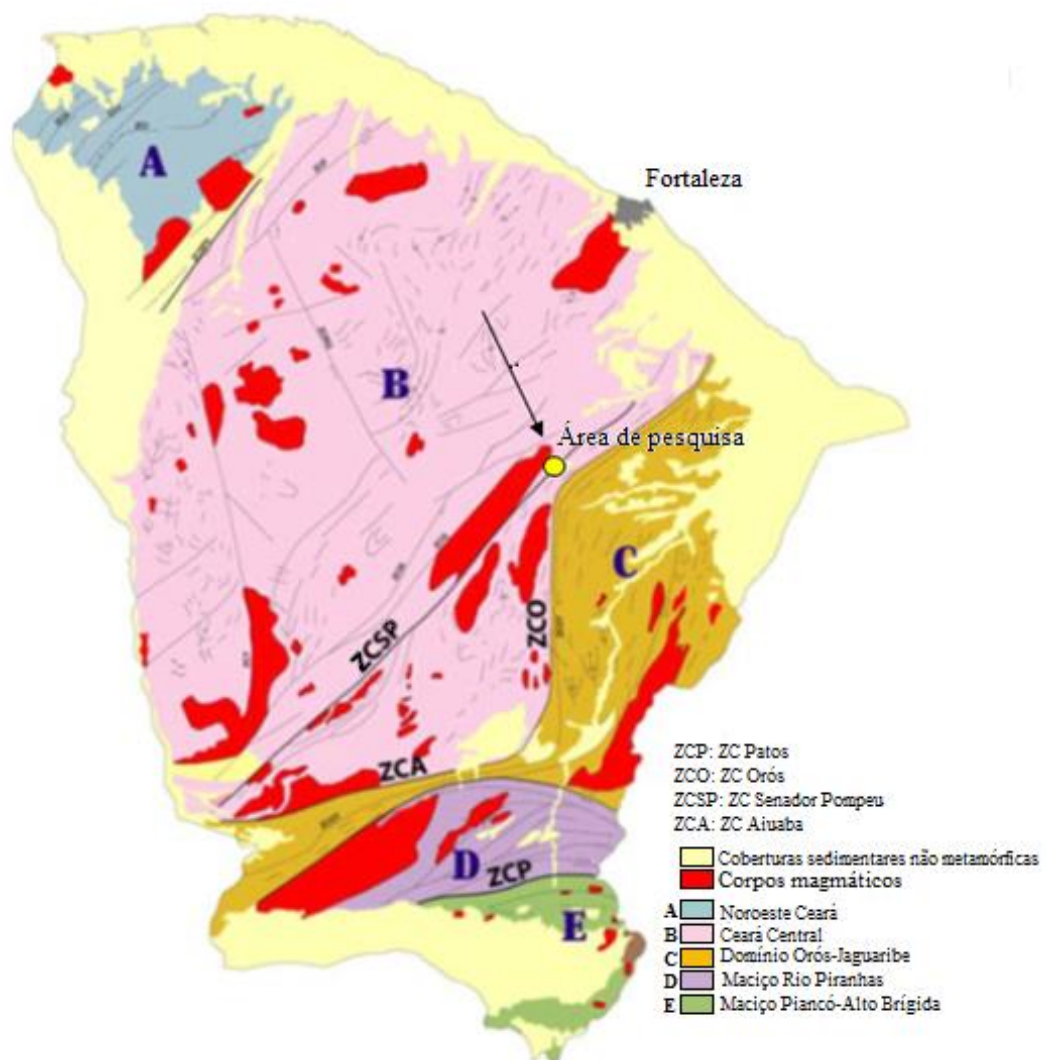 A
Fortaleza
B
Área de pesquisa
C
ZCO
ZCSP
ZCA
D
ZCP
E
ZCP: ZC Patos
ZCO: ZC Orós
ZCSP: ZC Senador Pompeu
ZCA: ZC Aiuaba
Coberturas sedimentares não metamórficas
Corpos magmáticos
A Noroeste Ceará
B Ceará Central
C Domínio Orós-Jaguaribe
D Maciço Rio Piranhas
E Maciço Piancó-Alto Brígida